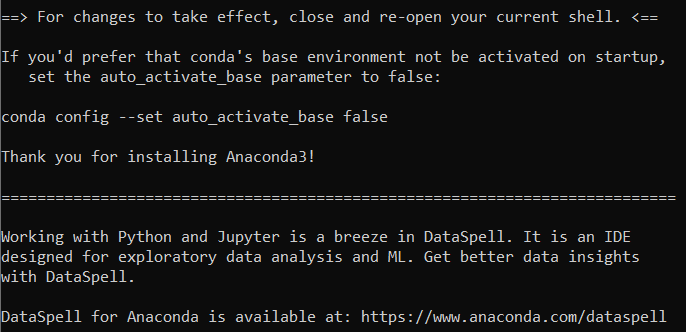 ==> For changes to take effect, close and re-open your current shell. <==
If you'd prefer that conda's base environment not be activated on startup,
set the auto_activate_base parameter to false:
conda config --set auto_activate_base false
Thank you for installing Anaconda3!
===========================================================================
Working with Python and Jupyter is a breeze in DataSpell. It is an IDE
designed for exploratory data analysis and ML. Get better data insights
with DataSpell.
DataSpell for Anaconda is available at: https://www.anaconda.com/dataspell